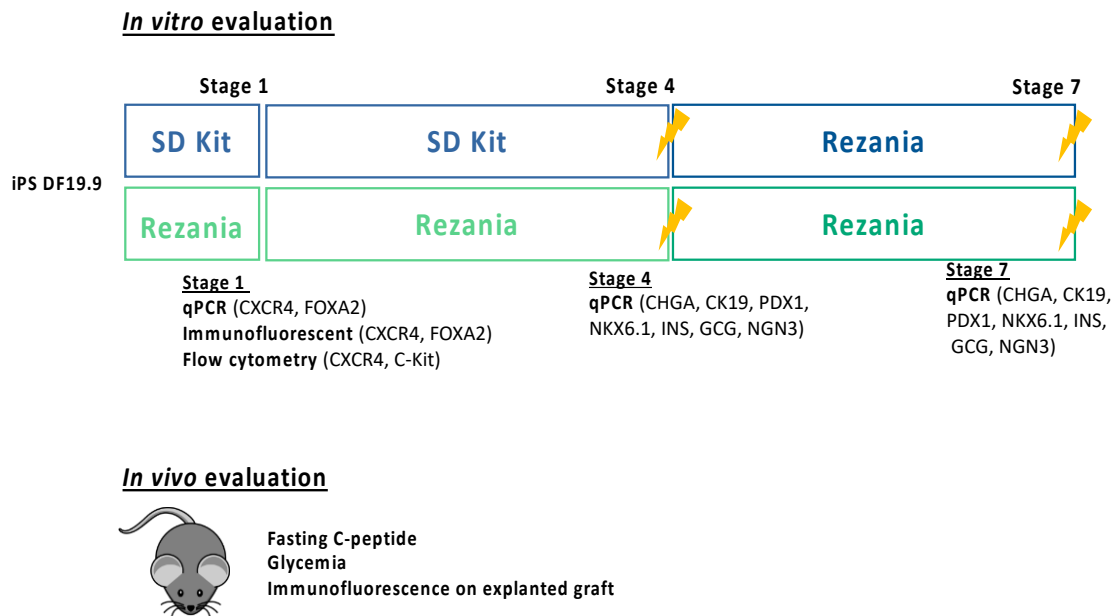 In vitro evaluation
Stage 1
Stage 4
Stage 7
SD Kit
SD Kit
Rezania
iPS DF19.9
Rezania
Rezania
Rezania
Stage 1
qPCR (CXCR4, FOXA2)
Immunofluorescent (CXCR4, FOXA2)
Flow cytometry (CXCR4, C-Kit)
Stage 4
qPCR (CHGA, CK19, PDX1,
NKX6.1, INS, GCG, NGN3)
Stage 7
qPCR (CHGA, CK19,
PDX1, NKX6.1, INS,
GCG, NGN3)
In vivo evaluation
Fasting C-peptide
Glycemia
Immunofluorescence on explanted graft